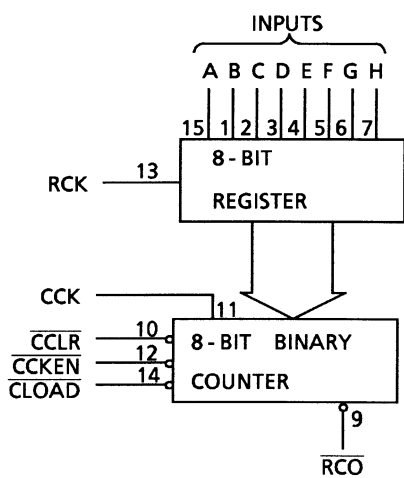 INPUTS
A B C D E F G H
15 1 2 3 4 5 6 7
8-BIT
RCK 13
REGISTER
CCK 11
CCLR 10 8-BIT BINARY
CCKEN 12
CLOAD 14 COUNTER
9
RCO